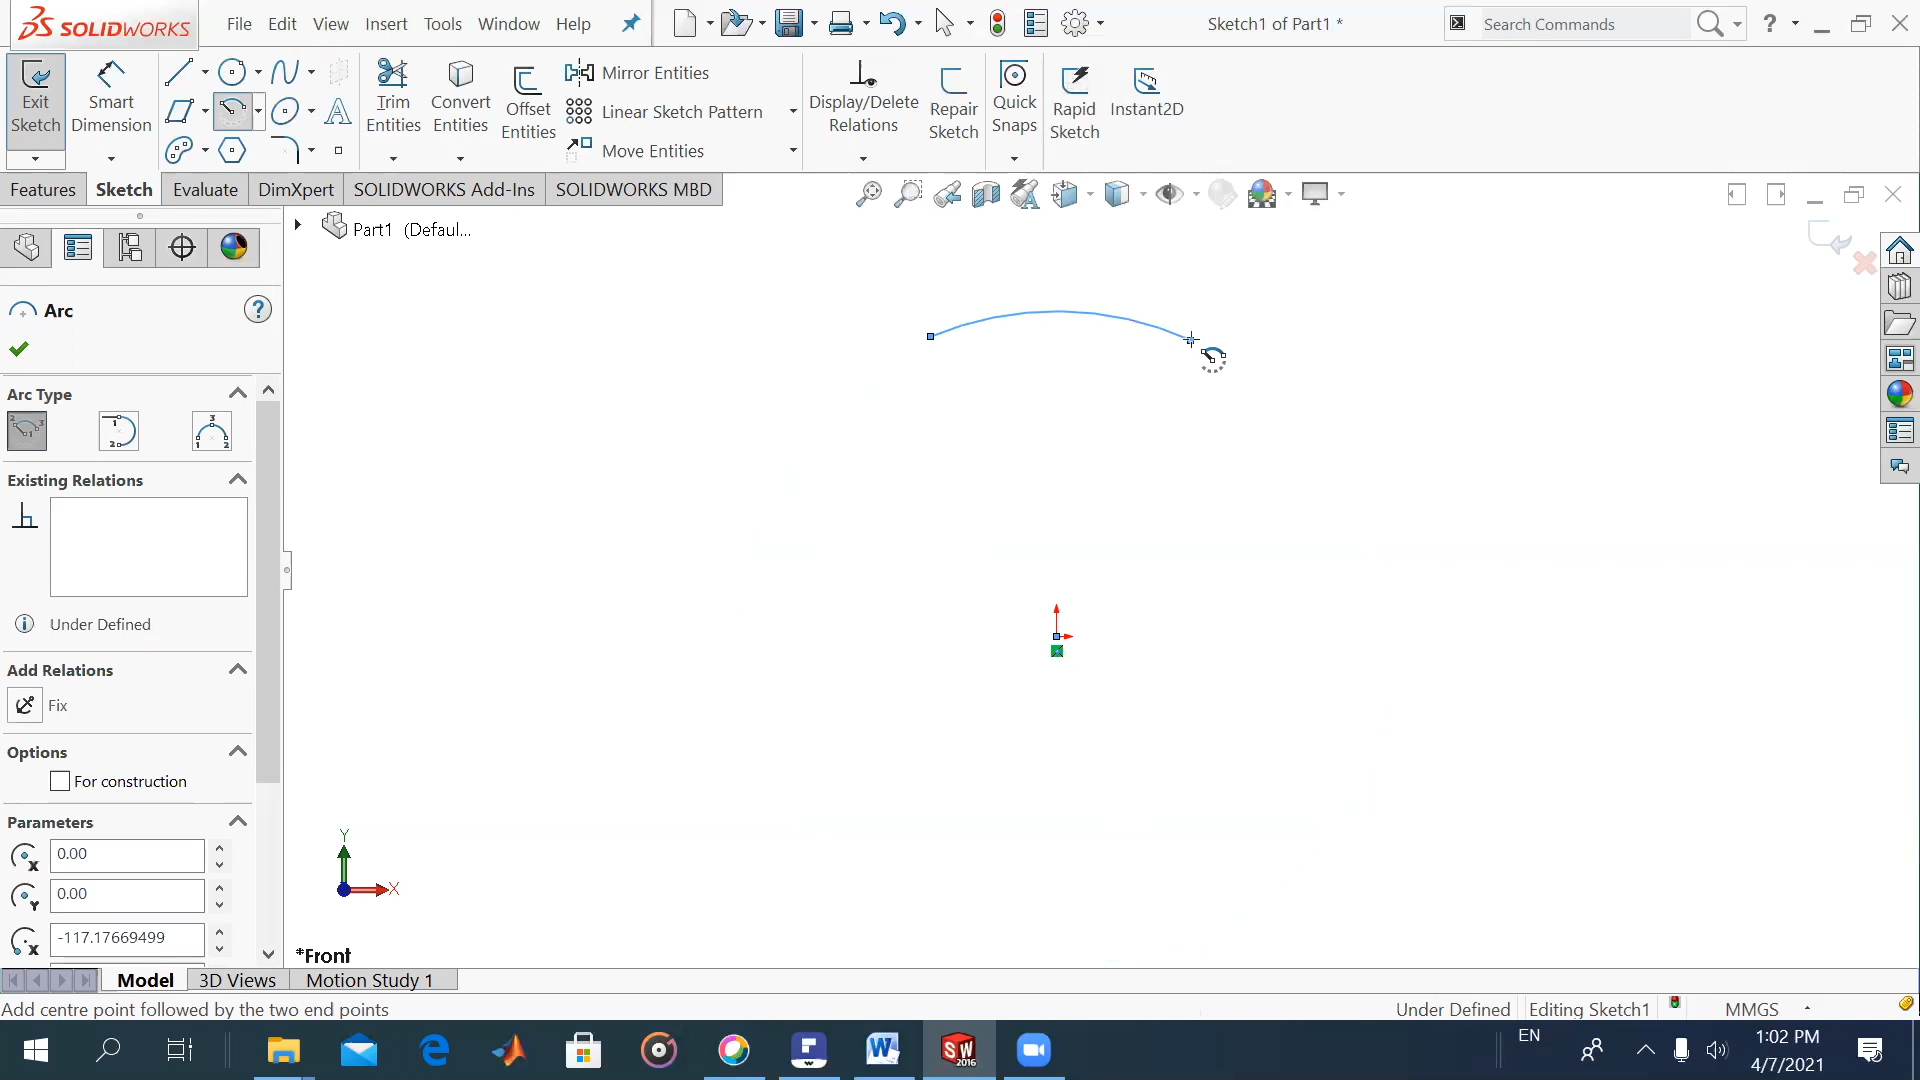 SOLIDWORKS File Edit View Insert Tools Window Help Sketch1 of Part1 * Search Commands ?
Exit Sketch
Smart Dimension
Trim Entities
Convert Entities
Offset Entities
Mirror Entities
Linear Sketch Pattern
Move Entities
Display/Delete Relations
Repair Sketch
Quick Snaps
Rapid Sketch
Instant2D
Features Sketch Evaluate DimXpert SOLIDWORKS Add-Ins SOLIDWORKS MBD
Part1 (Defaul...
Arc ?
Arc Type
Existing Relations
Under Defined
Add Relations
Fix
Options
For construction
Parameters
0.00
0.00
-117.17669499
Y
X
*Front
Model 3D Views Motion Study 1
Add centre point followed by the two end points Under Defined Editing Sketch1 MMGS
SW 2016
EN
1:02 PM
4/7/2021